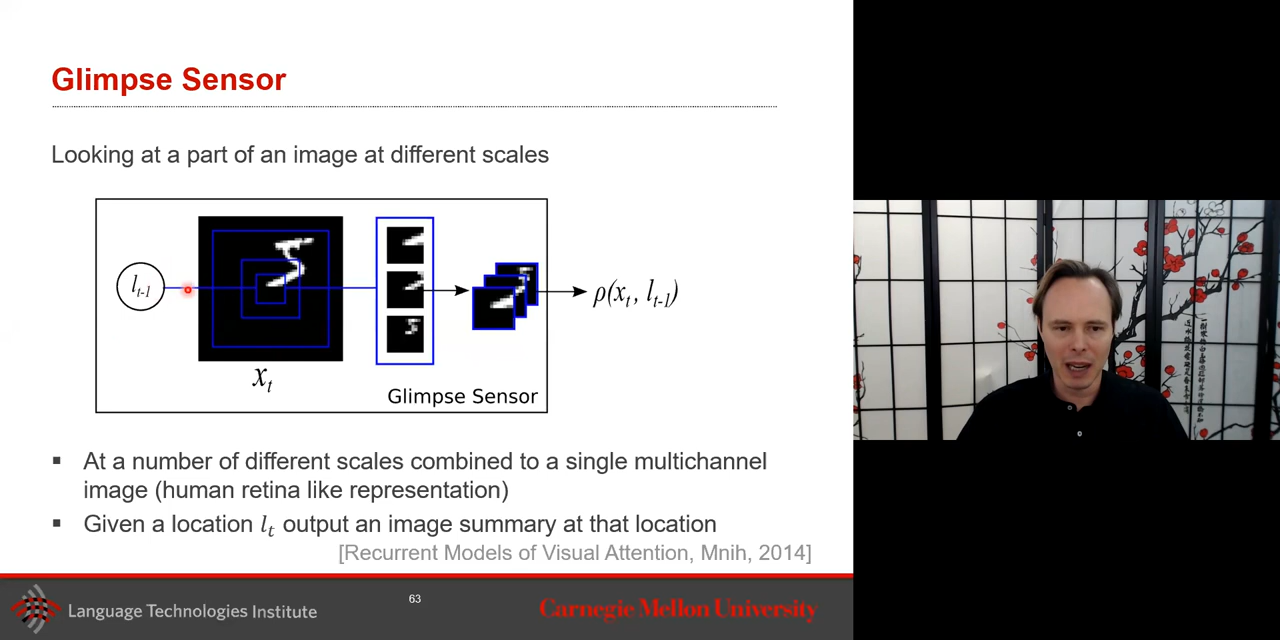 Glimpse Sensor
Looking at a part of an image at different scales
l_{t-1}
x_t
ρ(x_t, l_{t-1})
Glimpse Sensor
▪ At a number of different scales combined to a single multichannel
image (human retina like representation)
▪ Given a location l_t output an image summary at that location
[Recurrent Models of Visual Attention, Mnih, 2014]
Language Technologies Institute
63
Carnegie Mellon University